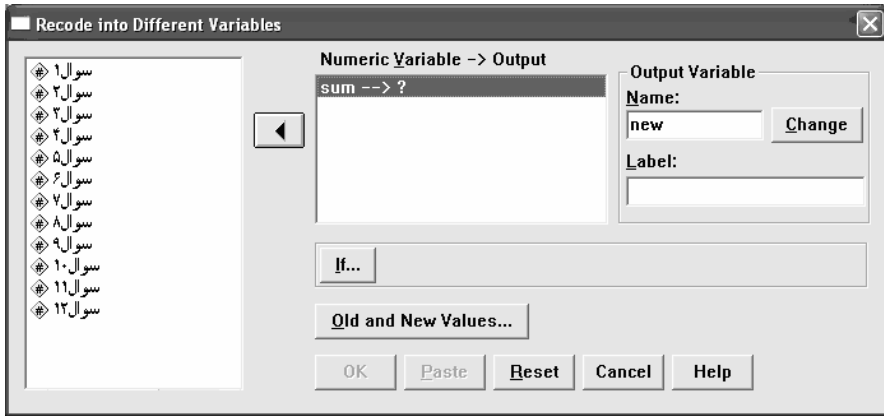 Recode into Different Variables
سوال۱
سوال۲
سوال۳
سوال۴
سوال۵
سوال۶
سوال۷
سوال۸
سوال۹
سوال۱۰
سوال۱۱
سوال۱۲
Numeric Variable -> Output
sum --> ?
Output Variable
Name:
new
Change
Label:
If...
Old and New Values...
OK
Paste
Reset
Cancel
Help